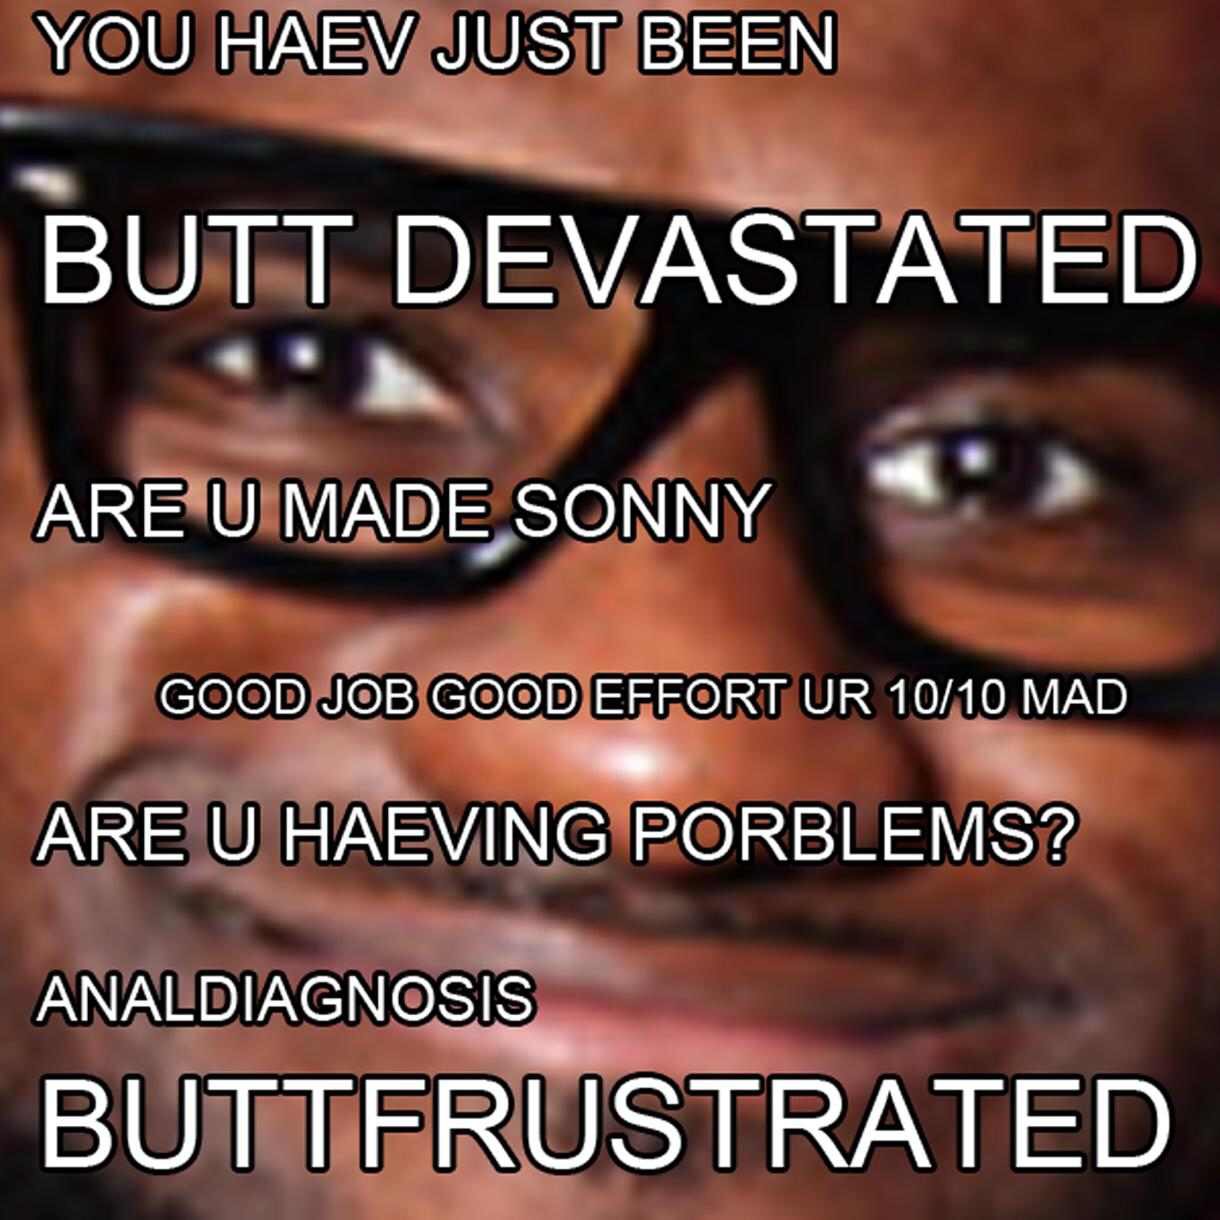 YOU HAEV JUST BEEN
BUTT DEVASTATED
ARE U MADE SONNY
GOOD JOB GOOD EFFORT UR 10/10 MAD
ARE U HAEVING PORBLEMS?
ANALDIAGNOSIS
BUTTFRUSTRATED